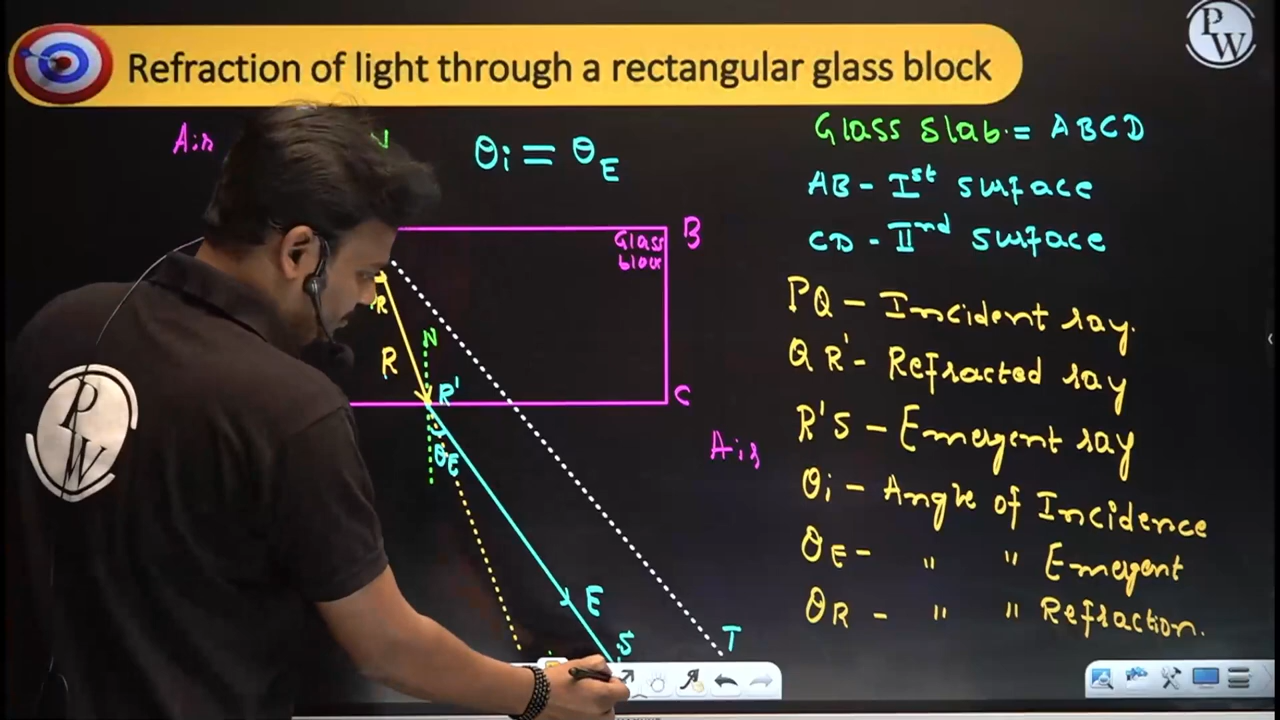 PW
Refraction of light through a rectangular glass block
Air
N
θi = θE
Glass Slab = ABCD
AB - Ist surface
CD - IInd surface
B
Glass
block
PQ - Incident ray.
QR' - Refracted ray
R'S - Emergent ray
θi - Angle of Incidence
θE - " " Emergent
θR - " " Refraction.
R
N
R'
C
θE
Air
E
S
T
PW